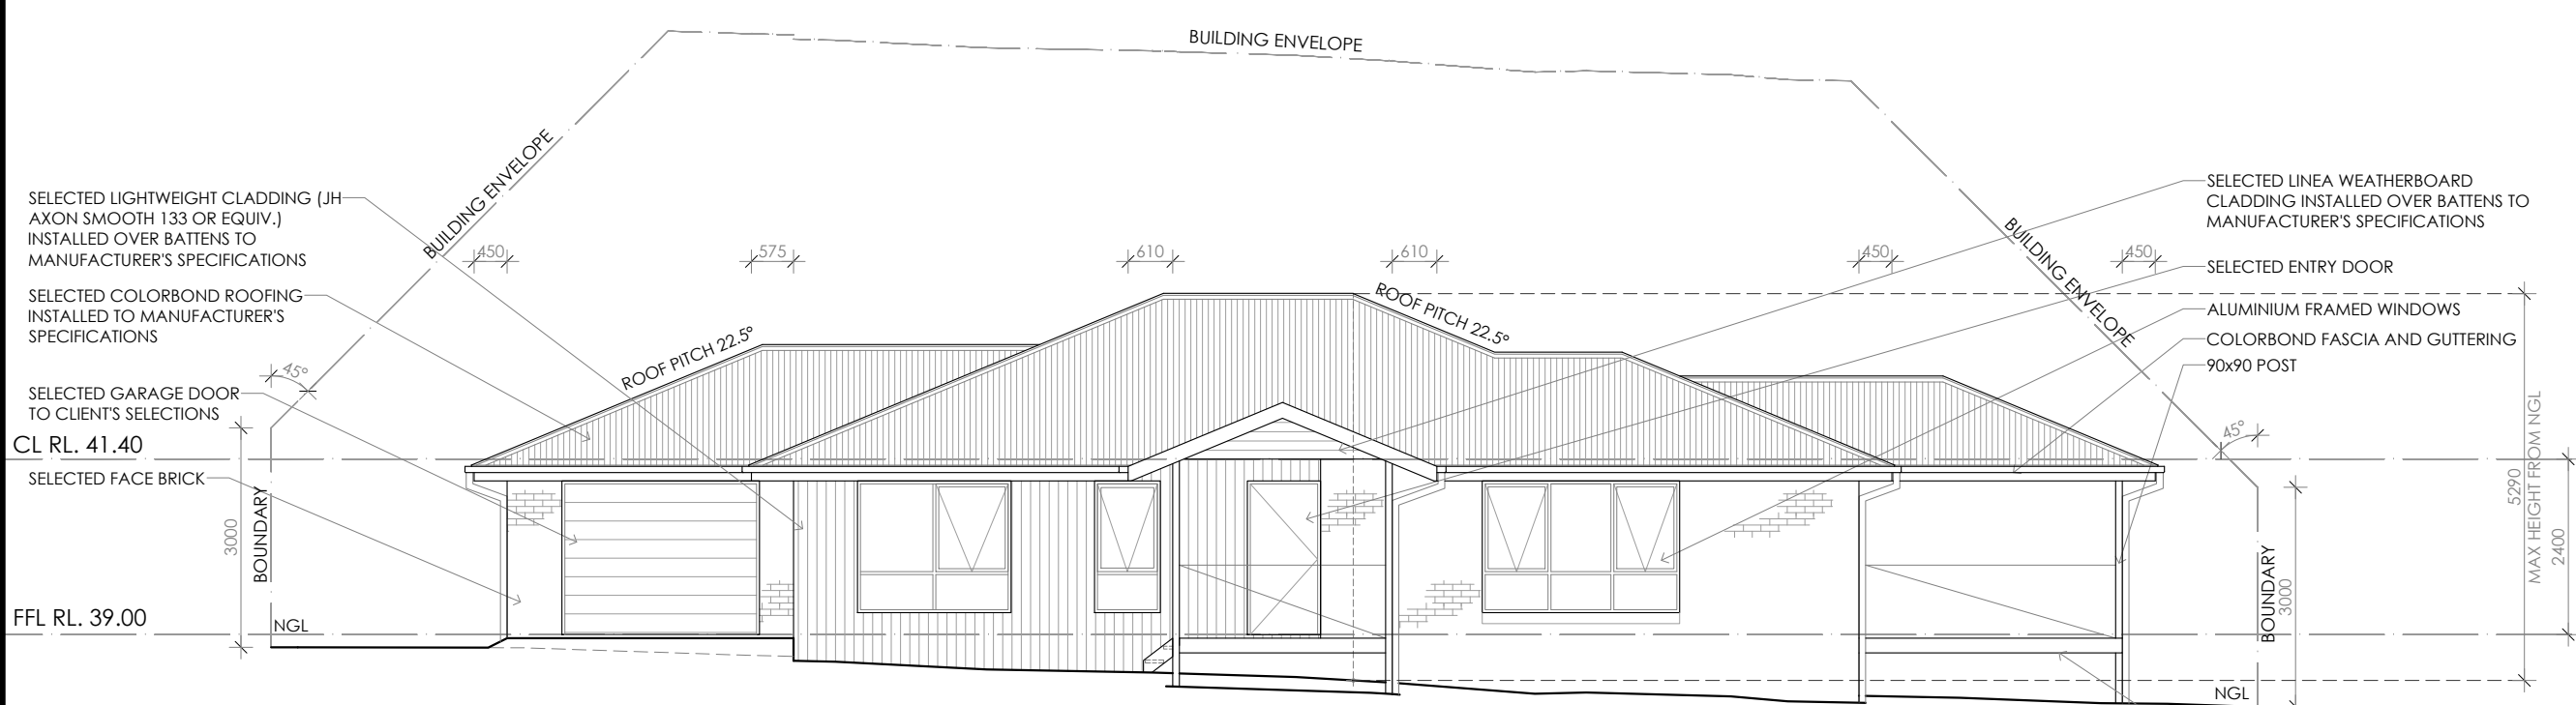 BUILDING ENVELOPE
BUILDING ENVELOPE
BUILDING ENVELOPE
SELECTED LIGHTWEIGHT CLADDING (JH
AXON SMOOTH 133 OR EQUIV.)
INSTALLED OVER BATTENS TO
MANUFACTURER'S SPECIFICATIONS
SELECTED COLORBOND ROOFING
INSTALLED TO MANUFACTURER'S
SPECIFICATIONS
SELECTED GARAGE DOOR
TO CLIENT'S SELECTIONS
CL RL. 41.40
SELECTED FACE BRICK
FFL RL. 39.00
45°
3000
BOUNDARY
NGL
450
575
610
610
450
450
ROOF PITCH 22.5°
ROOF PITCH 22.5°
SELECTED LINEA WEATHERBOARD
CLADDING INSTALLED OVER BATTENS TO
MANUFACTURER'S SPECIFICATIONS
SELECTED ENTRY DOOR
ALUMINIUM FRAMED WINDOWS
COLORBOND FASCIA AND GUTTERING
90x90 POST
45°
BOUNDARY
3000
NGL
5290
MAX HEIGHT FROM NGL
2400